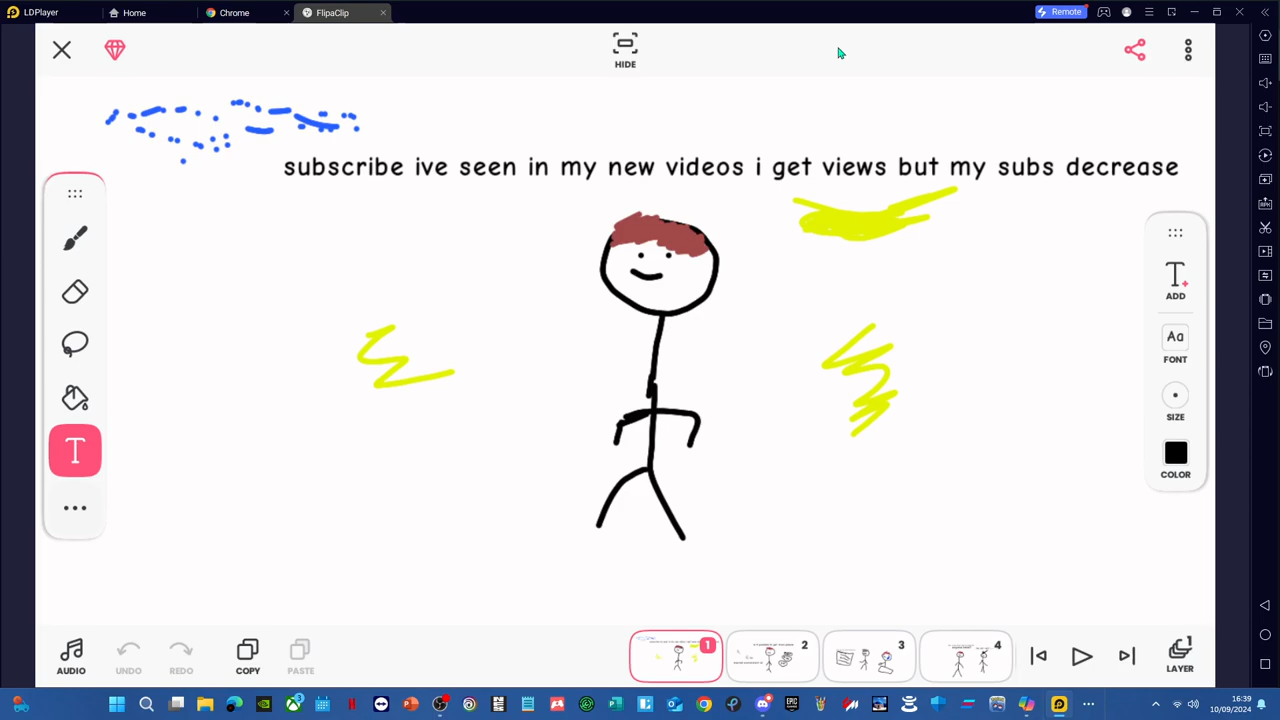 LDPlayer
Home
Chrome
FlipaClip
Remote
HIDE
subscribe ive seen in my new videos i get views but my subs decrease
T
ADD
Aa
FONT
SIZE
COLOR
AUDIO
UNDO
REDO
COPY
PASTE
1
2
3
4
1
LAYER
16:39
10/09/2024